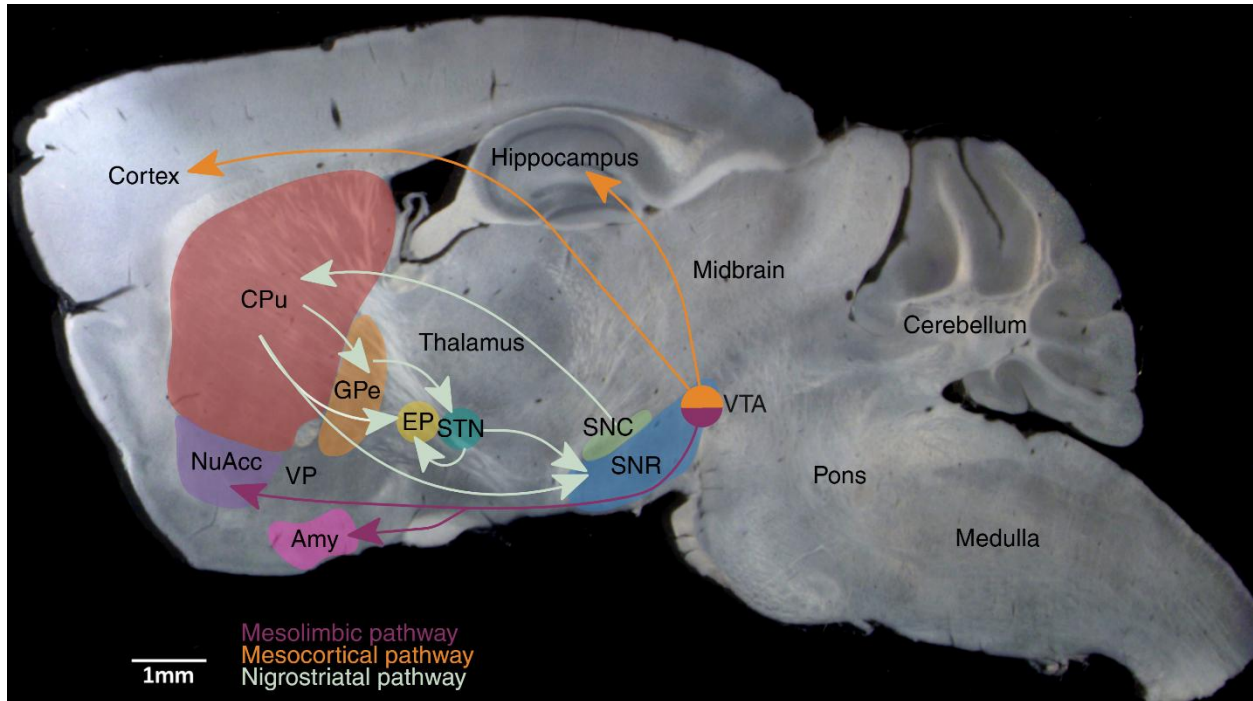 Cortex
Hippocampus
Midbrain
CPu
Thalamus
Cerebellum
GPe
EP
STN
SNC
VTA
NuAcc
VP
SNR
Pons
Amy
Medulla
Mesolimbic pathway
Mesocortical pathway
Nigrostriatal pathway
1mm